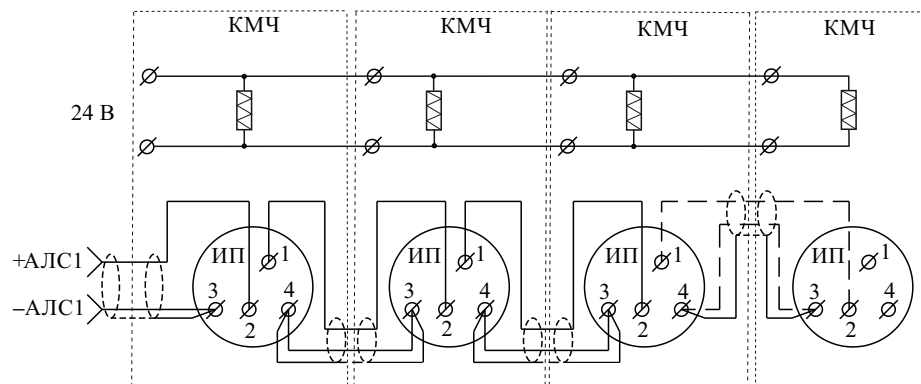 КМЧ КМЧ КМЧ КМЧ
24 В
ИП 1 ИП 1 ИП 1 ИП 1
+АЛС1
3 4 3 4 3 4 3 4
–АЛС1
2 2 2 2